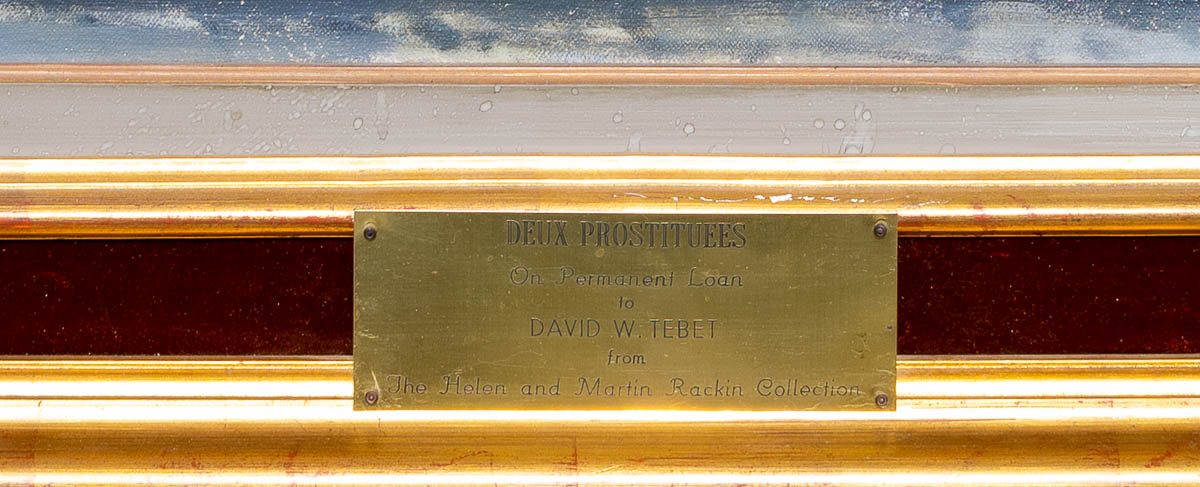 DEUX PROSTITUEES
On Permanent Loan
to
DAVID W. TEBET
from
The Helen and Martin Rackin Collection